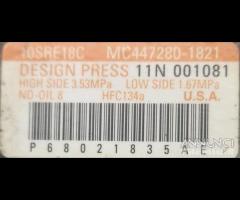 10SRE18C MC447280-1821
DESIGN PRESS 11N 001081
HIGH SIDE 3.53MPa LOW SIDE 1.67MPa
ND-OIL 8 HFC134a U.S.A.
P68021835AE